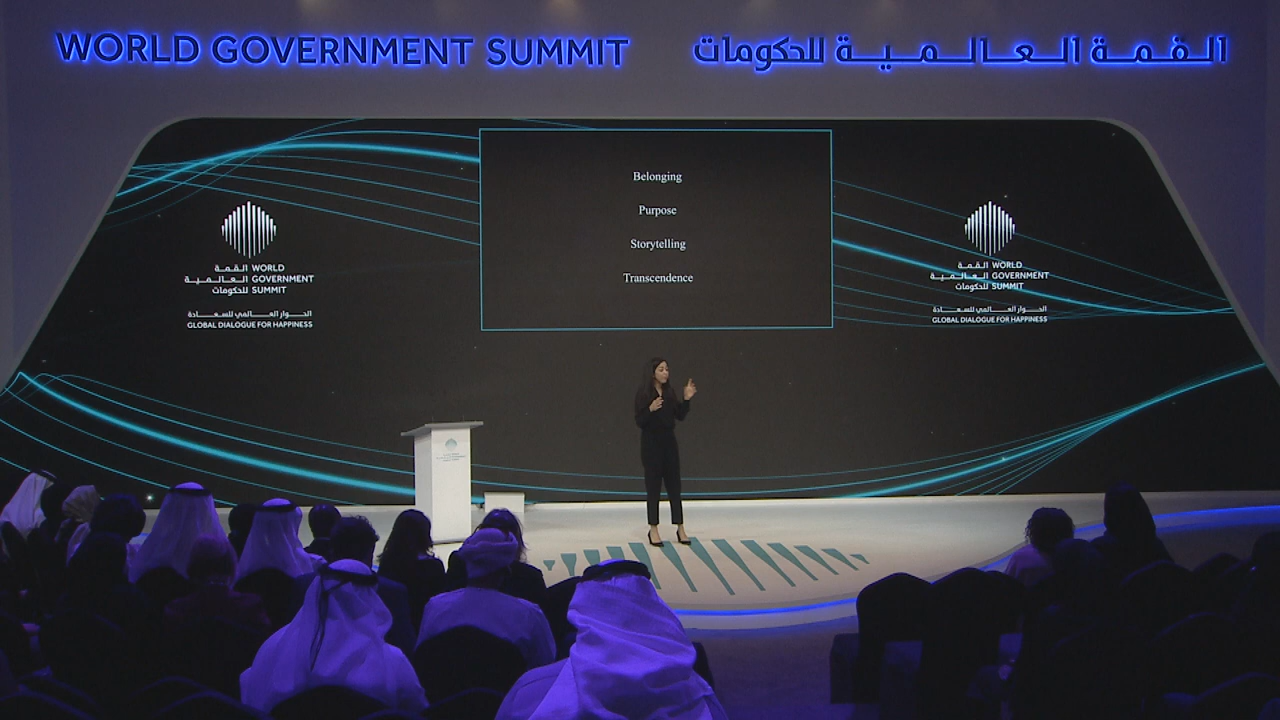 WORLD GOVERNMENT SUMMIT
القمة العالمية للحكومات
Belonging
Purpose
Storytelling
Transcendence
القمة WORLD
العالمية GOVERNMENT
للحكومات SUMMIT
الحوار العالمي للسعادة
GLOBAL DIALOGUE FOR HAPPINESS
القمة WORLD
العالمية GOVERNMENT
للحكومات SUMMIT
الحوار العالمي للسعادة
GLOBAL DIALOGUE FOR HAPPINESS